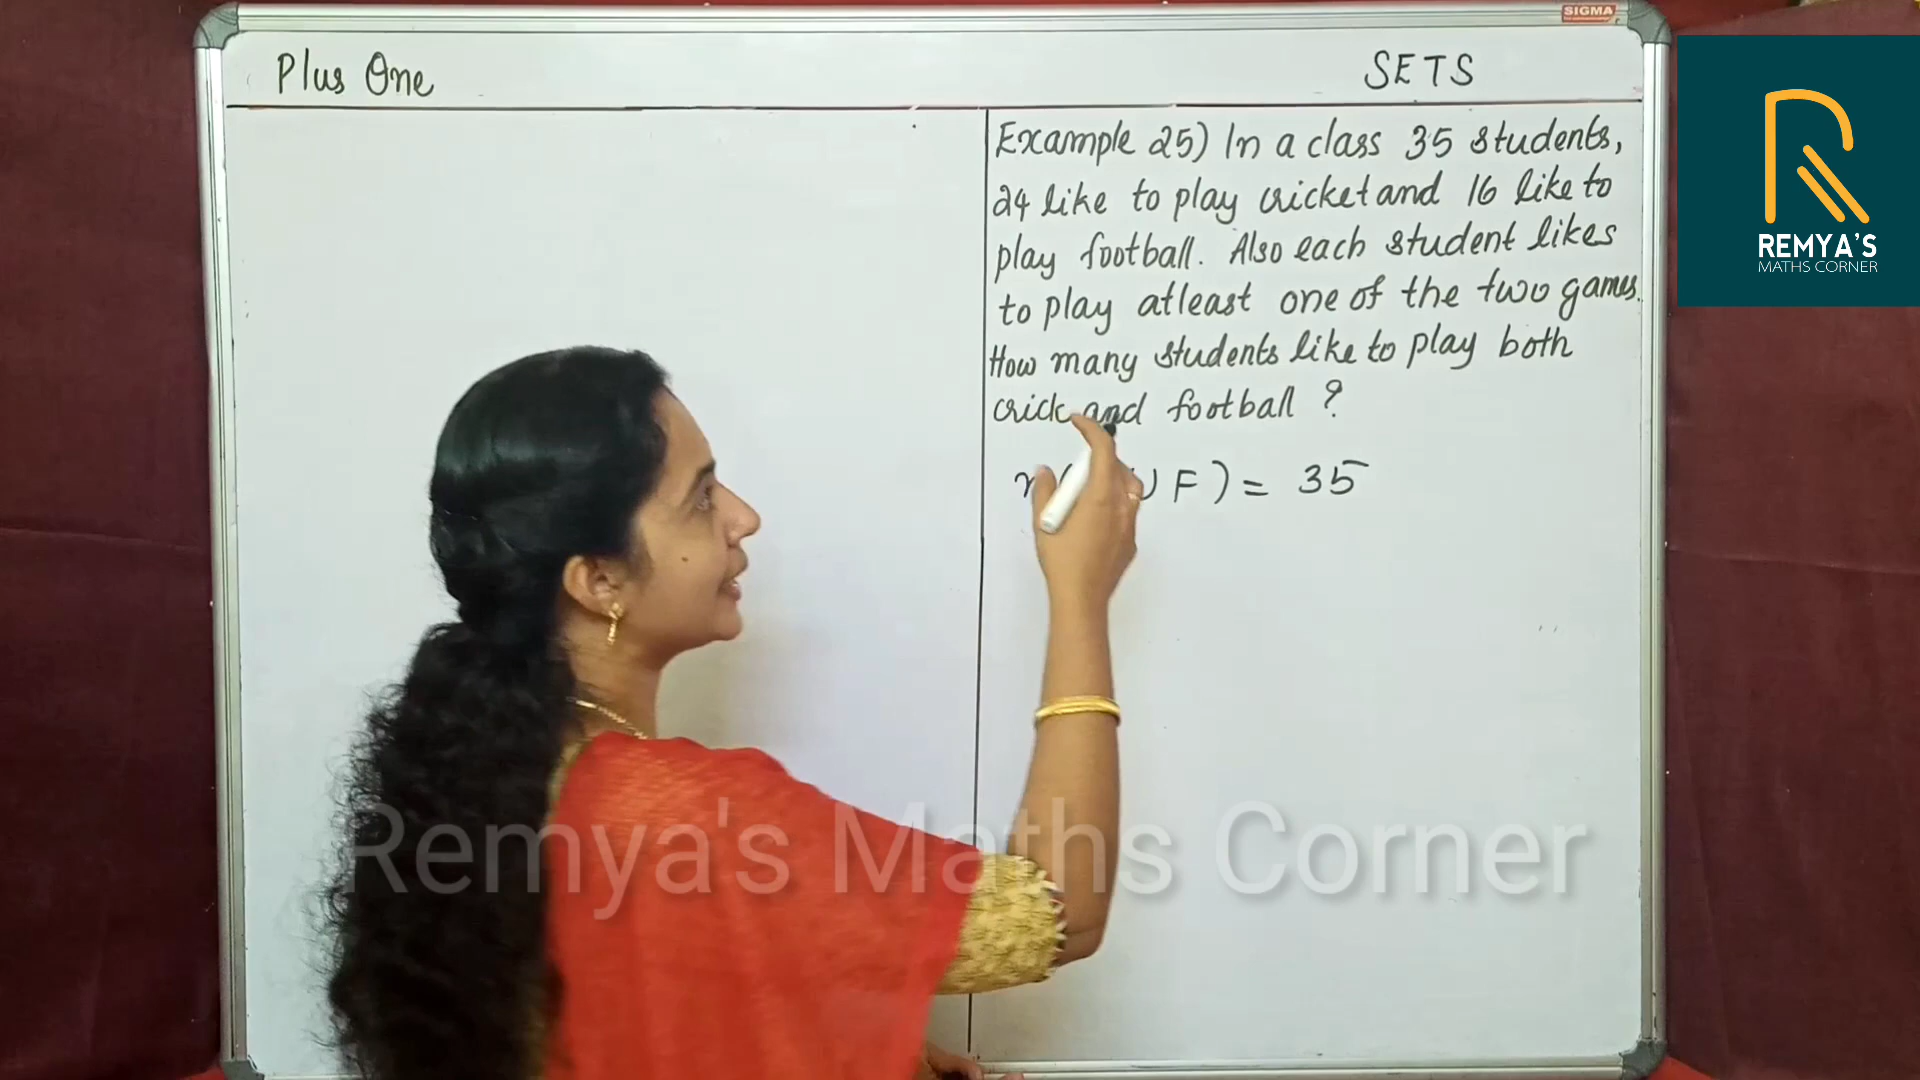 SIGMA
Plus One
SETS
Example 25) In a class 35 students,
24 like to play cricket and 16 like to
play football. Also each student likes
to play atleast one of the two games.
How many students like to play both
crick and football ?
n( ∪ F) = 35
REMYA'S
MATHS CORNER
Remya's Maths Corner